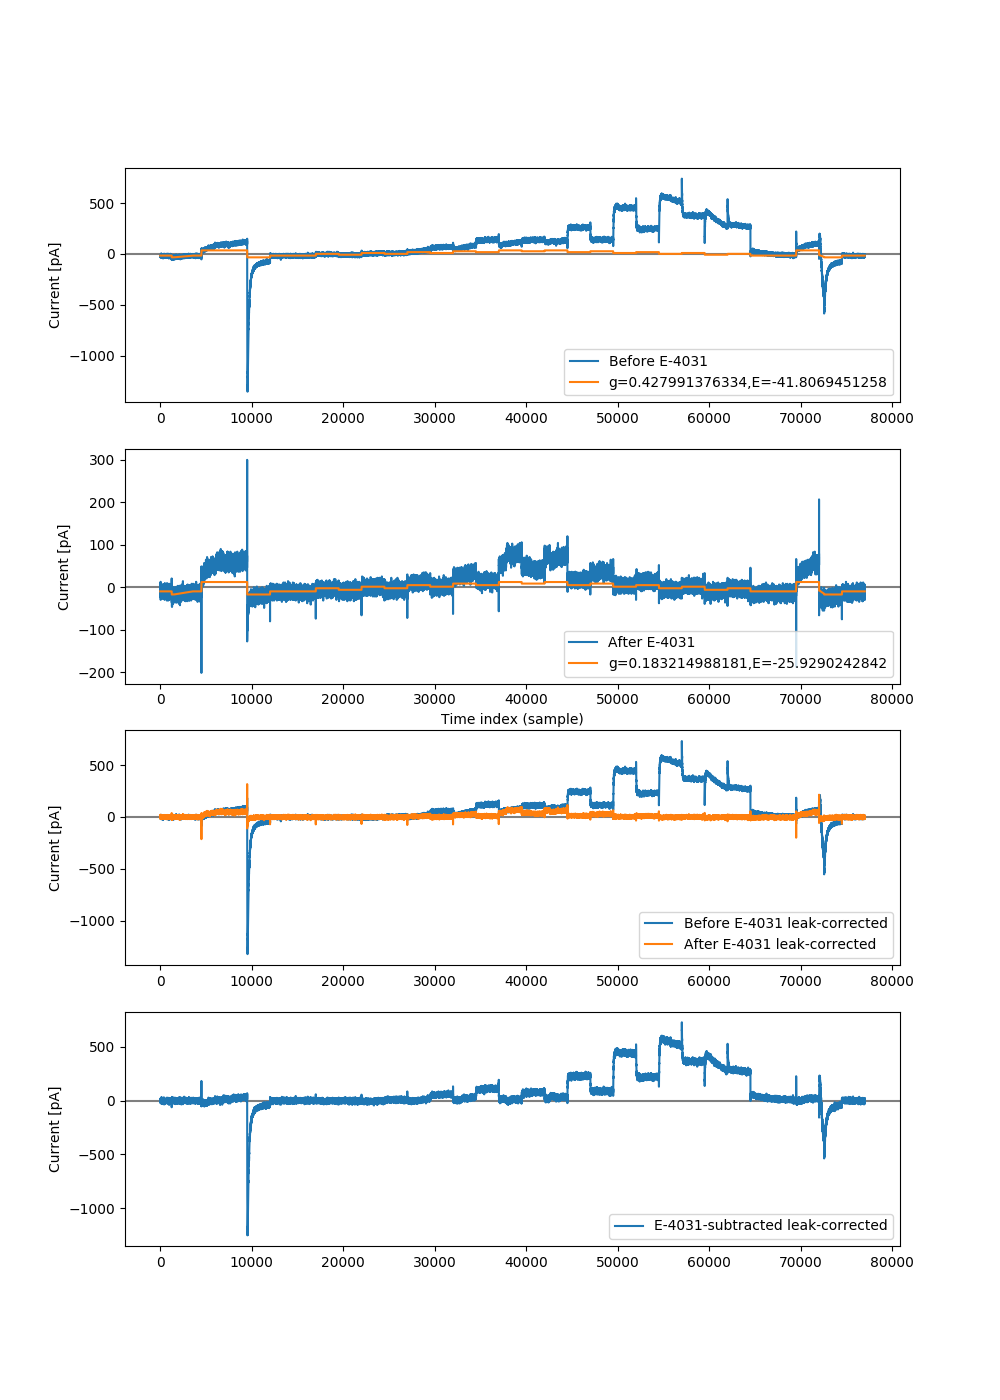 500
0
−500
−1000
Current [pA]
Before E-4031
g=0.427991376334,E=-41.8069451258
0 10000 20000 30000 40000 50000 60000 70000 80000
300
200
100
0
−100
−200
Current [pA]
After E-4031
g=0.183214988181,E=-25.9290242842
0 10000 20000 30000 40000 50000 60000 70000 80000
Time index (sample)
500
0
−500
−1000
Current [pA]
Before E-4031 leak-corrected
After E-4031 leak-corrected
0 10000 20000 30000 40000 50000 60000 70000 80000
500
0
−500
−1000
Current [pA]
E-4031-subtracted leak-corrected
0 10000 20000 30000 40000 50000 60000 70000 80000